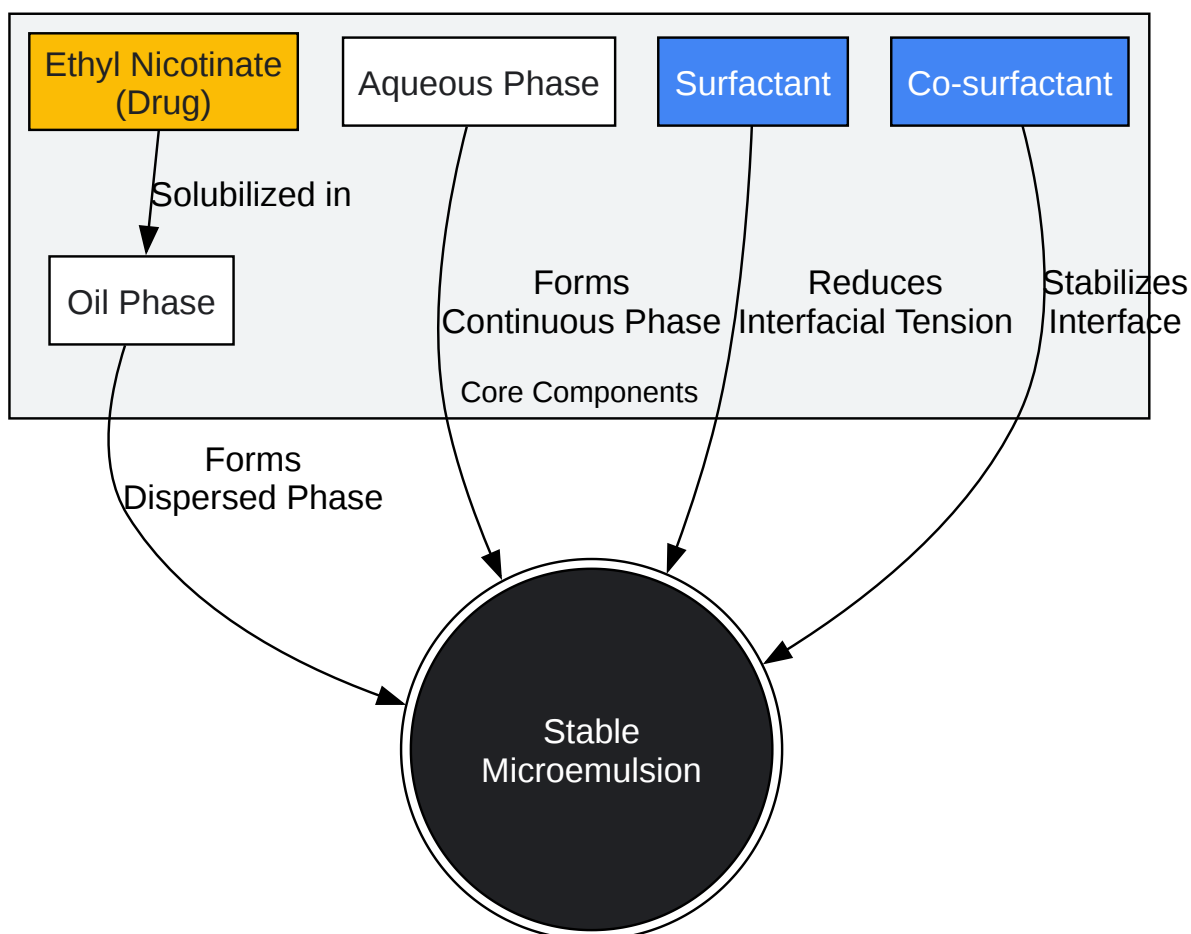 Ethyl Nicotinate
(Drug)
Aqueous Phase
Surfactant
Co-surfactant
Solubilized in
Oil Phase
Forms
Continuous Phase
Reduces
Interfacial Tension
Stabilizes
Interface
Core Components
Forms
Dispersed Phase
Stable
Microemulsion